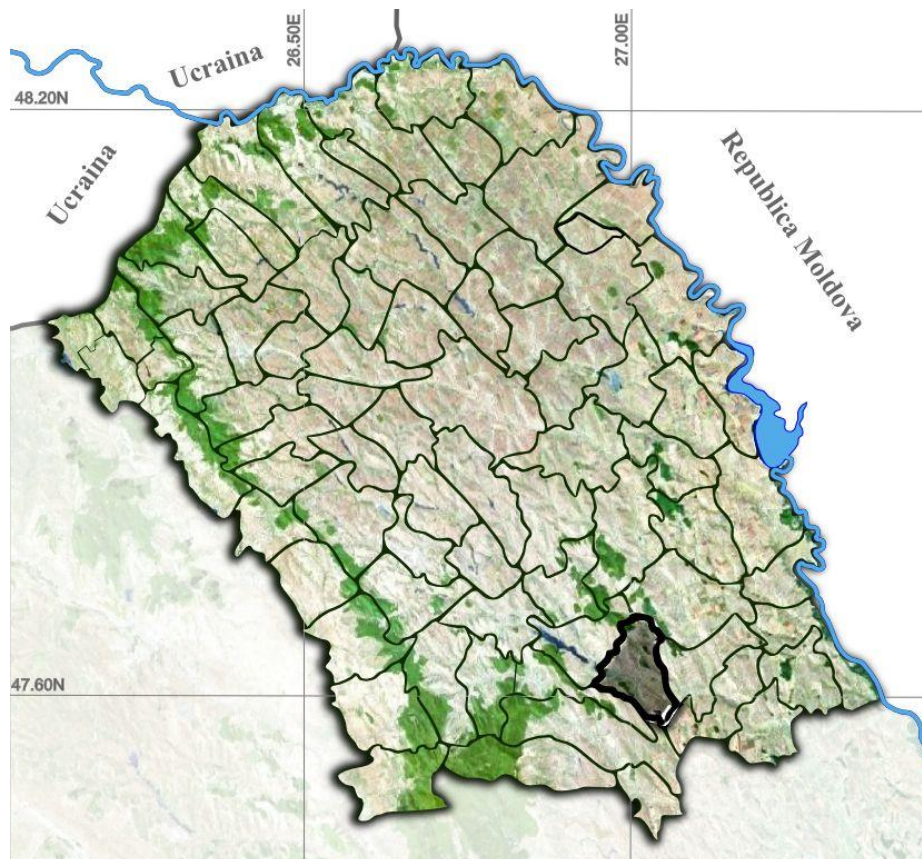 26.50E
27.00E
Ucraina
48.20N
Ucraina
Republica Moldova
47.60N